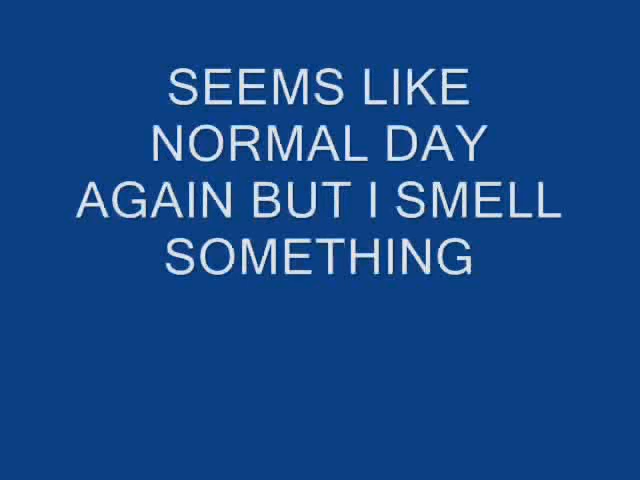 SEEMS LIKE
NORMAL DAY
AGAIN BUT I SMELL
SOMETHING